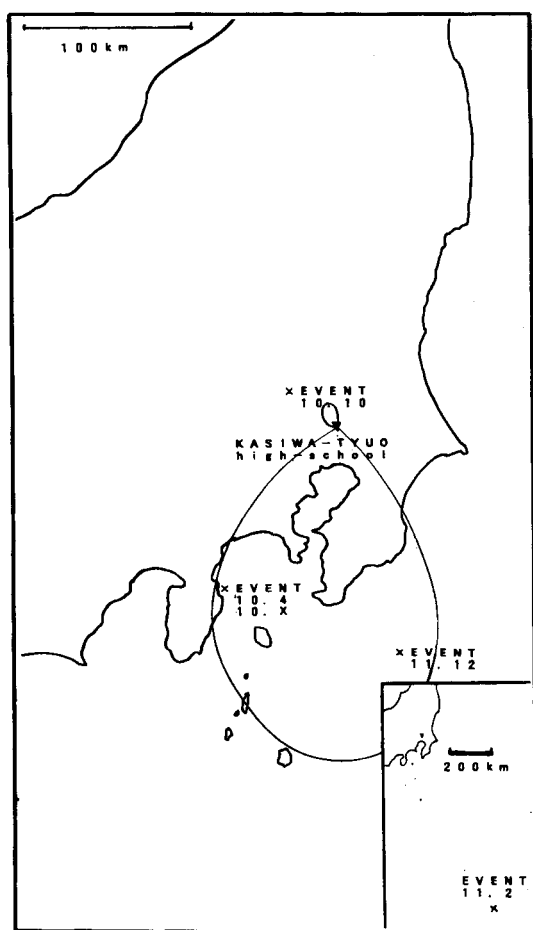 100km
×EVENT
10.10
KASIWA-TYUO
high-school
×EVENT
10.4
10.X
×EVENT
11.12
200km
EVENT
11.2
×